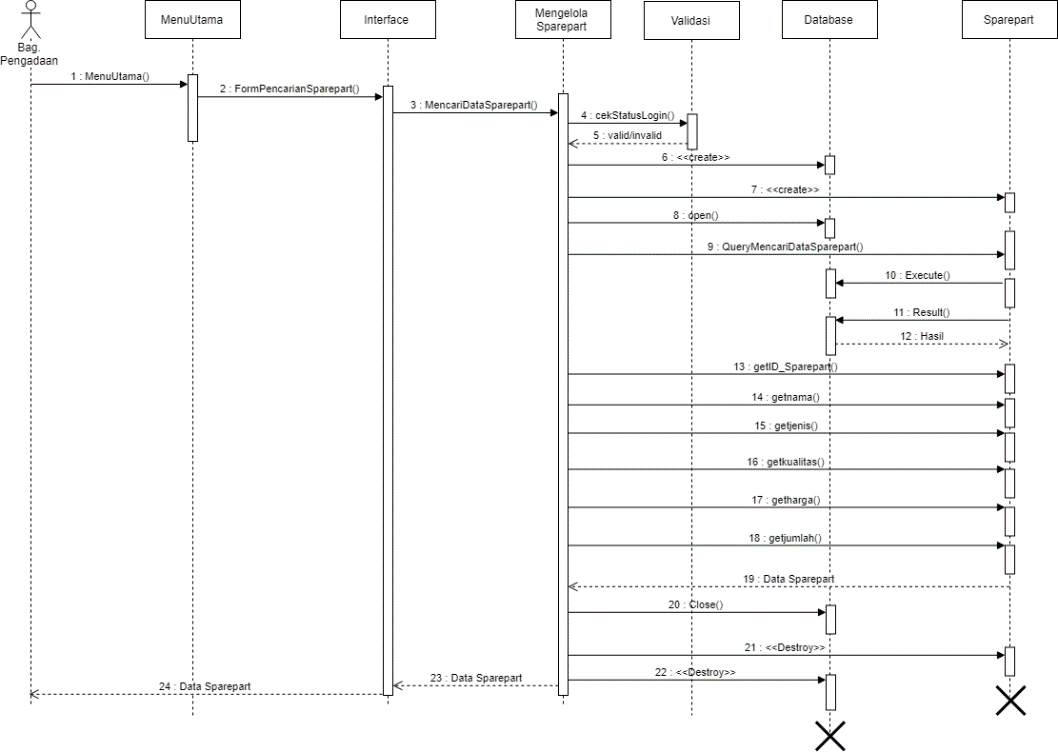 MenuUtama
Interface
Mengelola
Sparepart
Validasi
Database
Sparepart
Bag.
Pengadaan
1 : MenuUtama()
2 : FormPencarianSparepart()
3 : MencariDataSparepart()
4 : cekStatusLogin()
5 : valid/invalid
6 : <<create>>
7 : <<create>>
8 : open()
9 : QueryMencariDataSparepart()
10 : Execute()
11 : Result()
12 : Hasil
13 : getID_Sparepart()
14 : getnama()
15 : getjenis()
16 : getkualitas()
17 : getharga()
18 : getjumlah()
19 : Data Sparepart
20 : Close()
21 : <<Destroy>>
22 : <<Destroy>>
23 : Data Sparepart
24 : Data Sparepart